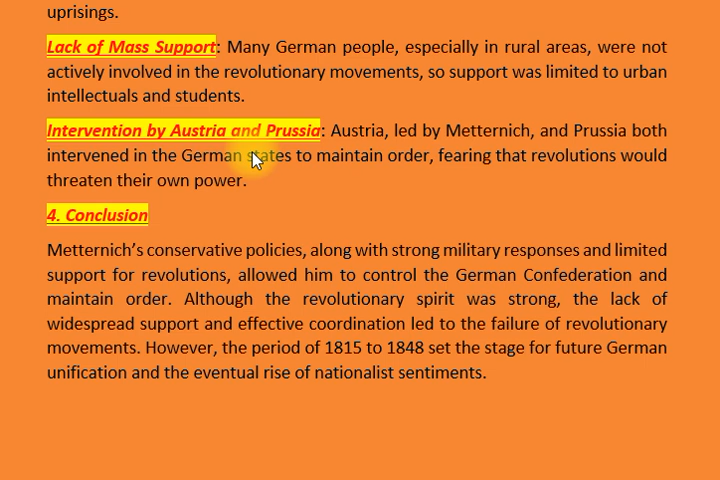 uprisings.
Lack of Mass Support: Many German people, especially in rural areas, were not
actively involved in the revolutionary movements, so support was limited to urban
intellectuals and students.
Intervention by Austria and Prussia: Austria, led by Metternich, and Prussia both
intervened in the German states to maintain order, fearing that revolutions would
threaten their own power.
4. Conclusion
Metternich’s conservative policies, along with strong military responses and limited
support for revolutions, allowed him to control the German Confederation and
maintain order. Although the revolutionary spirit was strong, the lack of
widespread support and effective coordination led to the failure of revolutionary
movements. However, the period of 1815 to 1848 set the stage for future German
unification and the eventual rise of nationalist sentiments.